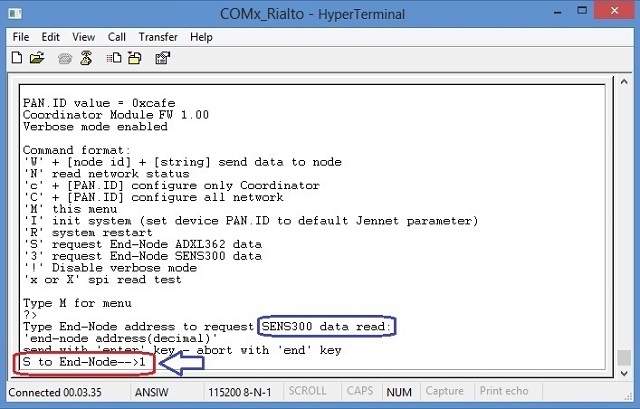 COMx_Rialto - HyperTerminal
File Edit View Call Transfer Help
PAN.ID value = 0xcafe
Coordinator Module FW 1.00
Verbose mode enabled
Command format:
'W' + [node id] + [string] send data to node
'N' read network status
'c' + [PAN.ID] configure only Coordinator
'C' + [PAN.ID] configure all network
'M' this menu
'I' init system (set device PAN.ID to default Jennet parameter)
'R' system restart
'S' request End-Node ADXL362 data
'3' request End-Node SENS300 data
'!' Disable verbose mode
'x or X' spi read test
Type M for menu
?>
Type End-Node address to request SENS300 data read:
'end-node address(decimal)'
send with 'enter' key - abort with 'end' key
S to End-Node-->1
Connected 00.03.35 ANSIW 115200 8-N-1 SCROLL CAPS NUM Capture Print echo